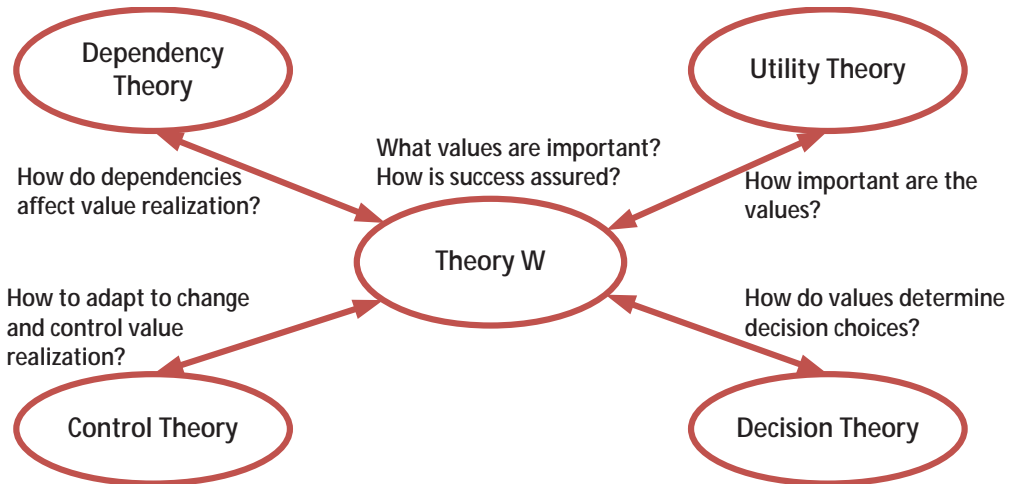 Dependency
Theory
Utility Theory
What values are important?
How is success assured?
How do dependencies
affect value realization?
How important are the
values?
Theory W
How to adapt to change
and control value
realization?
How do values determine
decision choices?
Control Theory
Decision Theory